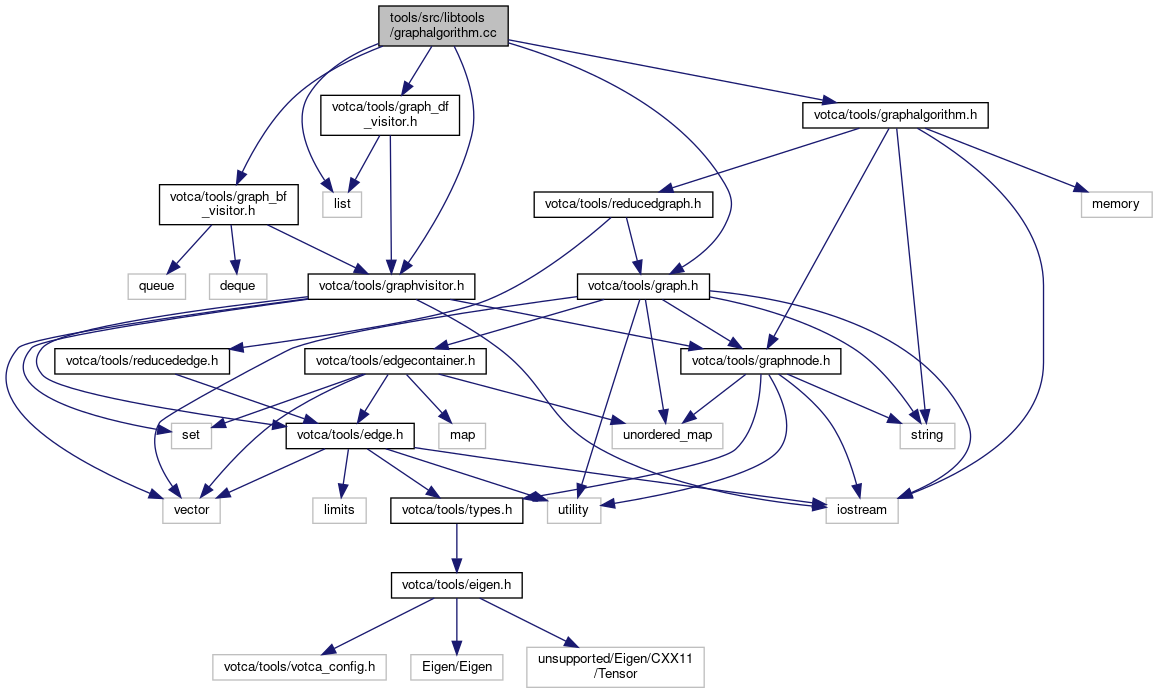 tools/src/libtools
/graphalgorithm.cc
votca/tools/graph_df
_visitor.h
votca/tools/graphalgorithm.h
votca/tools/graph_bf
_visitor.h
list
votca/tools/reducedgraph.h
memory
queue
deque
votca/tools/graphvisitor.h
votca/tools/graph.h
votca/tools/reducededge.h
votca/tools/edgecontainer.h
votca/tools/graphnode.h
set
votca/tools/edge.h
map
unordered_map
string
vector
limits
votca/tools/types.h
utility
iostream
votca/tools/eigen.h
votca/tools/votca_config.h
Eigen/Eigen
unsupported/Eigen/CXX11
/Tensor